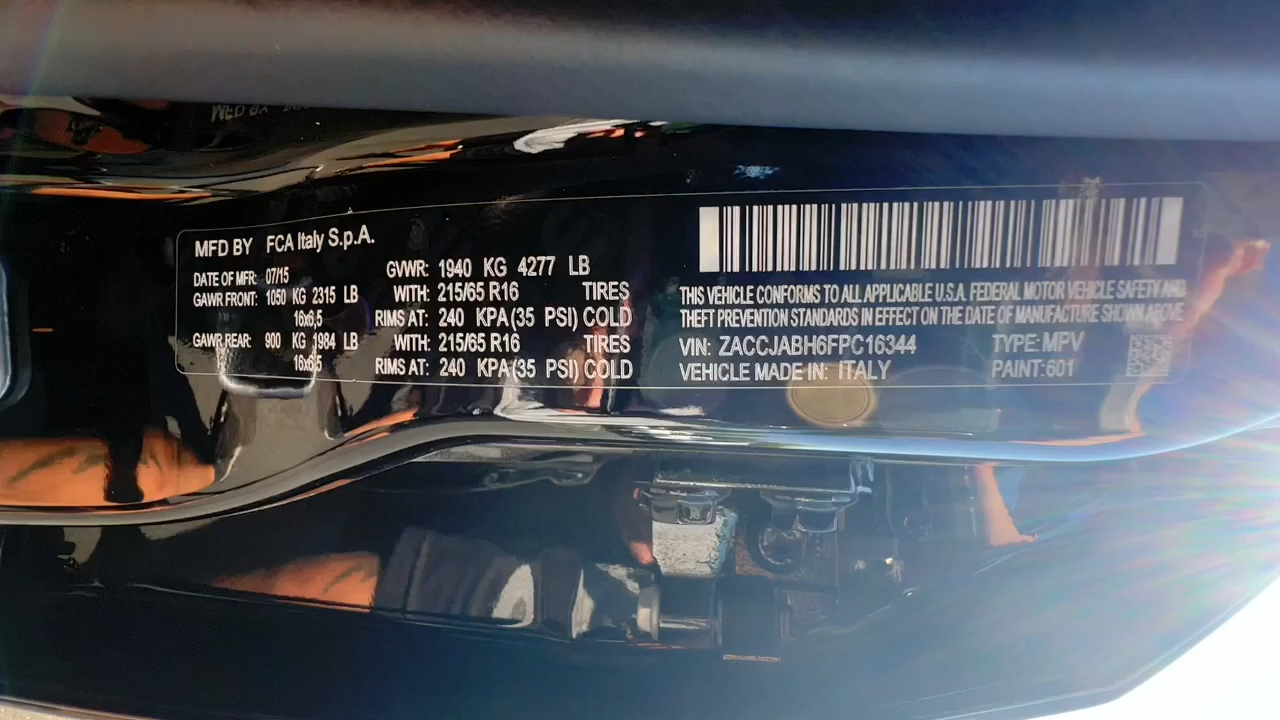 MFD BY FCA Italy S.p.A.
DATE OF MFR: 07/15
GAWR FRONT: 1050 KG 2315 LB
16x6,5
GAWR REAR: 900 KG 1984 LB
16x6,5
GVWR: 1940 KG 4277 LB
WITH: 215/65 R16 TIRES
RIMS AT: 240 KPA(35 PSI) COLD
WITH: 215/65 R16 TIRES
RIMS AT: 240 KPA(35 PSI) COLD
THIS VEHICLE CONFORMS TO ALL APPLICABLE U.S.A. FEDERAL MOTOR VEHICLE SAFETY AND
THEFT PREVENTION STANDARDS IN EFFECT ON THE DATE OF MANUFACTURE SHOWN ABOVE
VIN: ZACCJABH6FPC16344 TYPE: MPV
VEHICLE MADE IN: ITALY PAINT:601